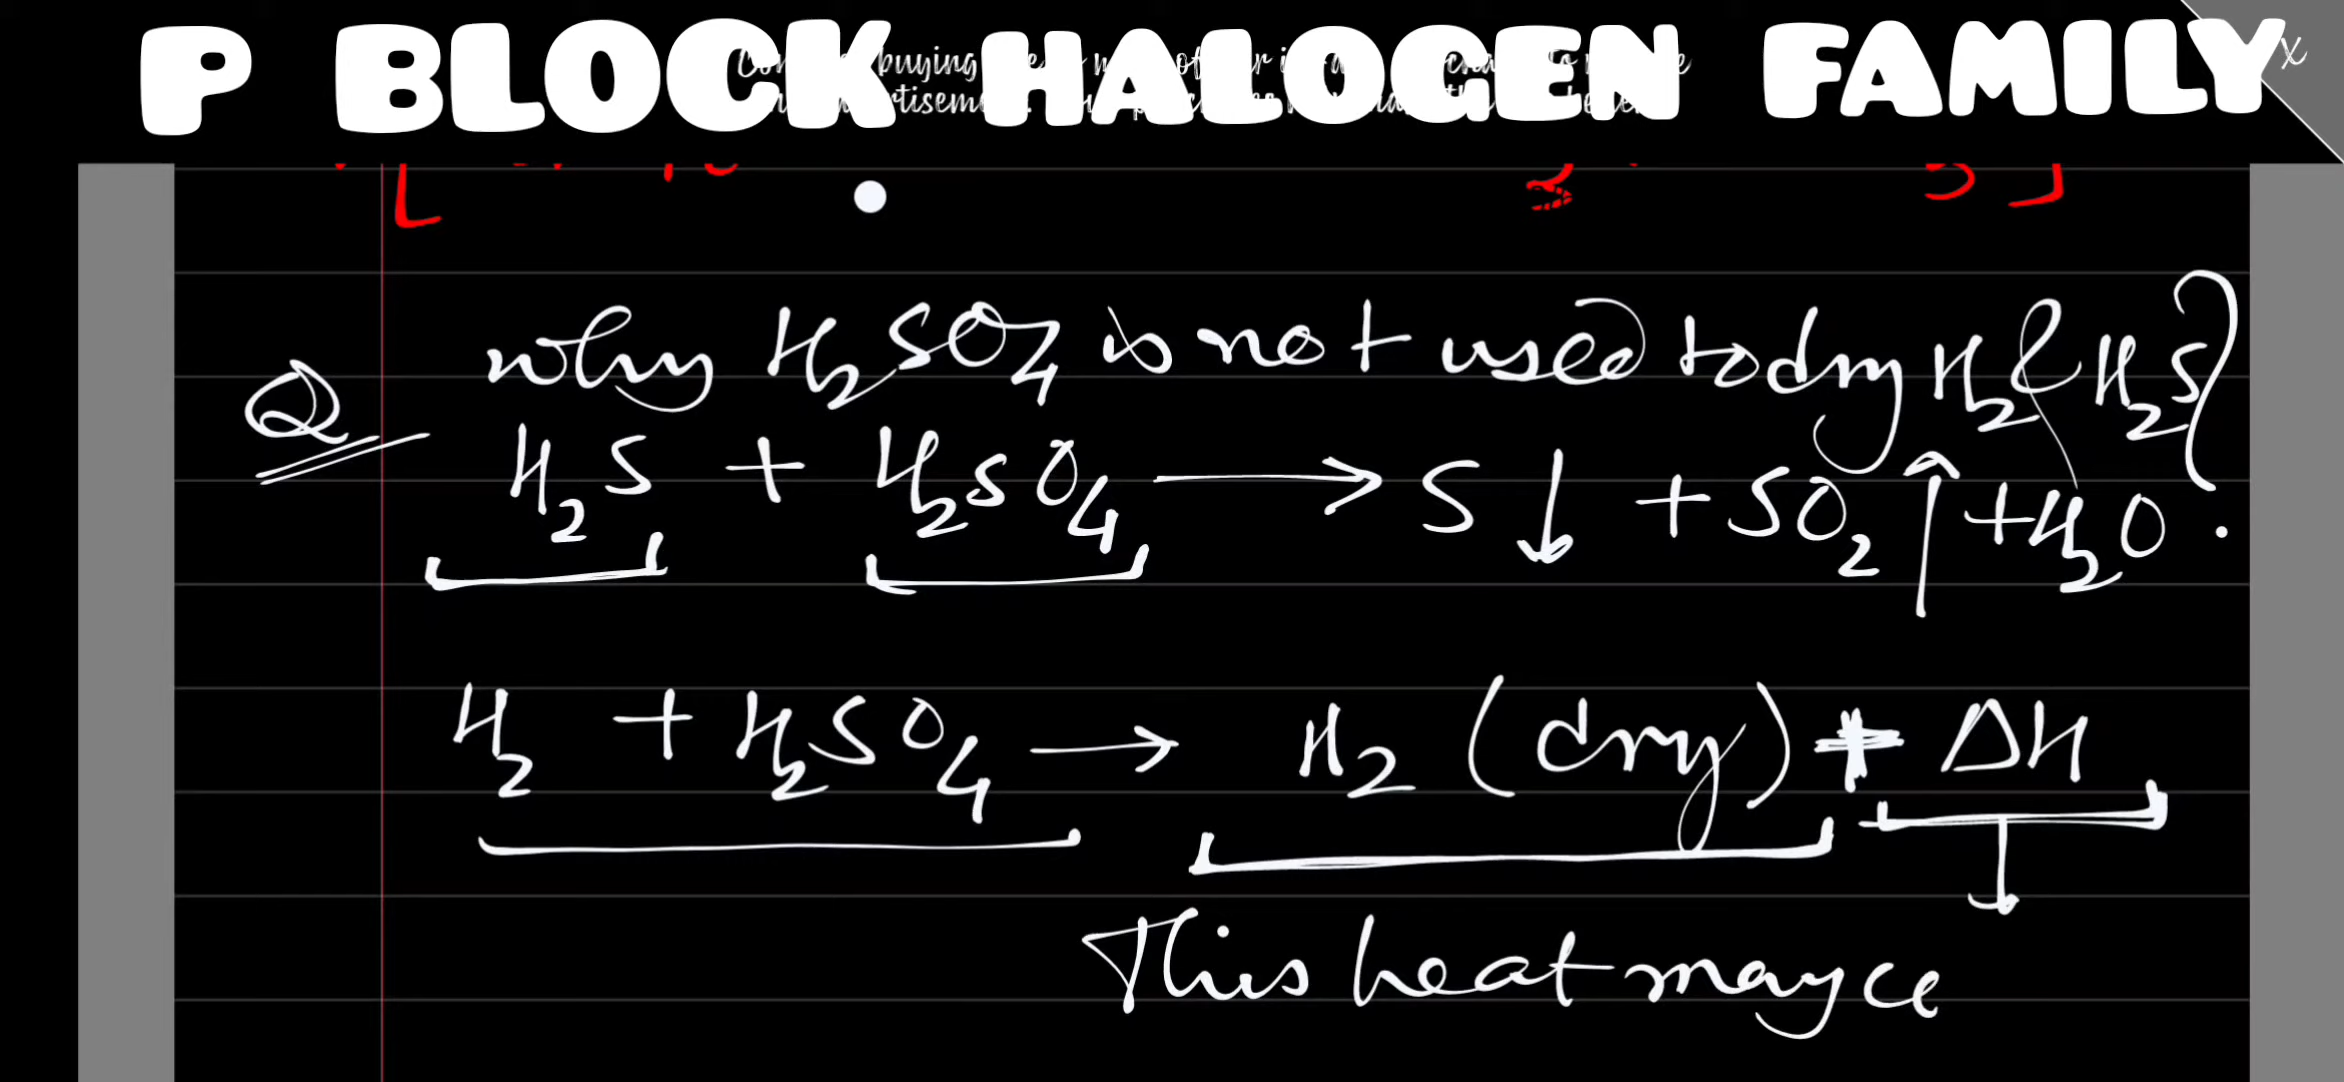 P BLOCK HALOGEN FAMILY
Q why H₂SO₄ is not used to dry H₂ & H₂S?
H₂S + H₂SO₄ → S ↓ + SO₂ ↑ + H₂O .
H₂ + H₂SO₄ → H₂ (dry) + ΔH
This heat may ce